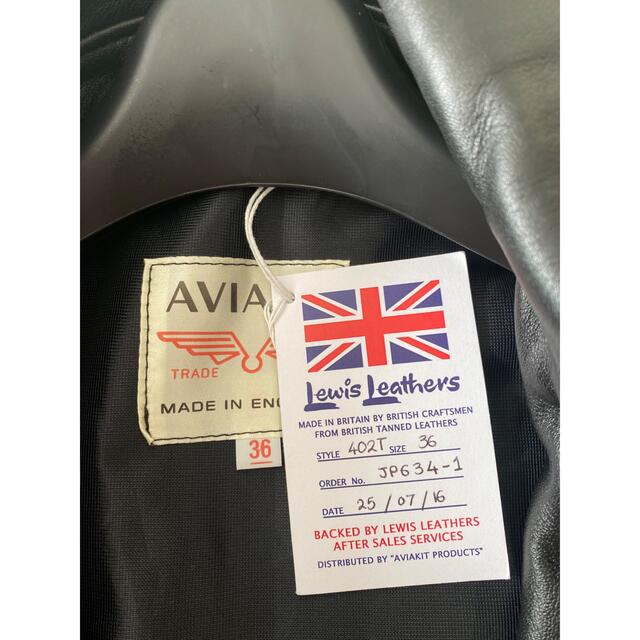 AVIA
TRADE
MADE IN ENG
36
Lewis Leathers
MADE IN BRITAIN BY BRITISH CRAFTSMEN
FROM BRITISH TANNED LEATHERS
STYLE 402T SIZE 36
ORDER No. JP634-1
DATE 25/07/16
BACKED BY LEWIS LEATHERS
AFTER SALES SERVICES
DISTRIBUTED BY "AVIAKIT PRODUCTS"